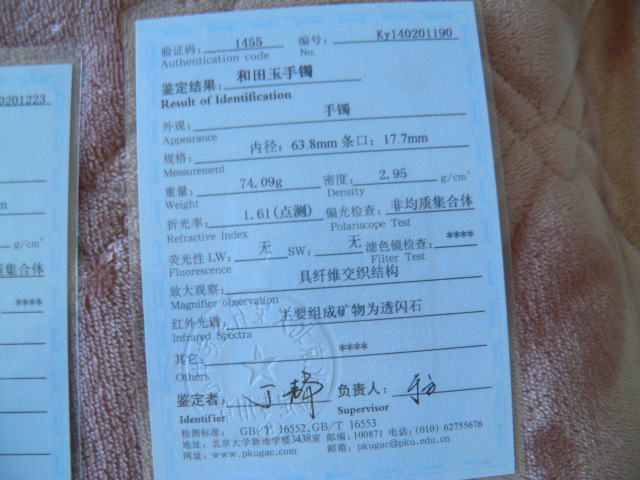 验证码: 1455 编号: Ky140201190
Authentication code No.
鉴定结果: 和田玉手镯
Result of Identification
外观: 手镯
Appearance
规格: 内径: 63.8mm 条口: 17.7mm
Measurement
重量: 74.09g 密度: 2.95 g/cm³
Weight Density
折光率: 1.61(点测) 偏光检查: 非均质集合体
Refractive Index Polariscope Test
荧光性 LW: 无 SW: 无 滤色镜检查: ****
Fluorescence Filter Test
放大观察: 具纤维交织结构
Magnifier observation
红外光谱: 主要组成矿物为透闪石
Infrared Spectra
其它: ****
Others
鉴定者: 丁静 负责人:
Identifier Supervisor
检测标准: GB/T 16552,GB/T 16553
地址: 北京大学新地学楼3438室 邮编: 100871 电话: (010) 62755676
网址: www.pkugac.com 邮箱: pkugac@pku.edu.cn
0201223
m
g/cm³
质集合体
****